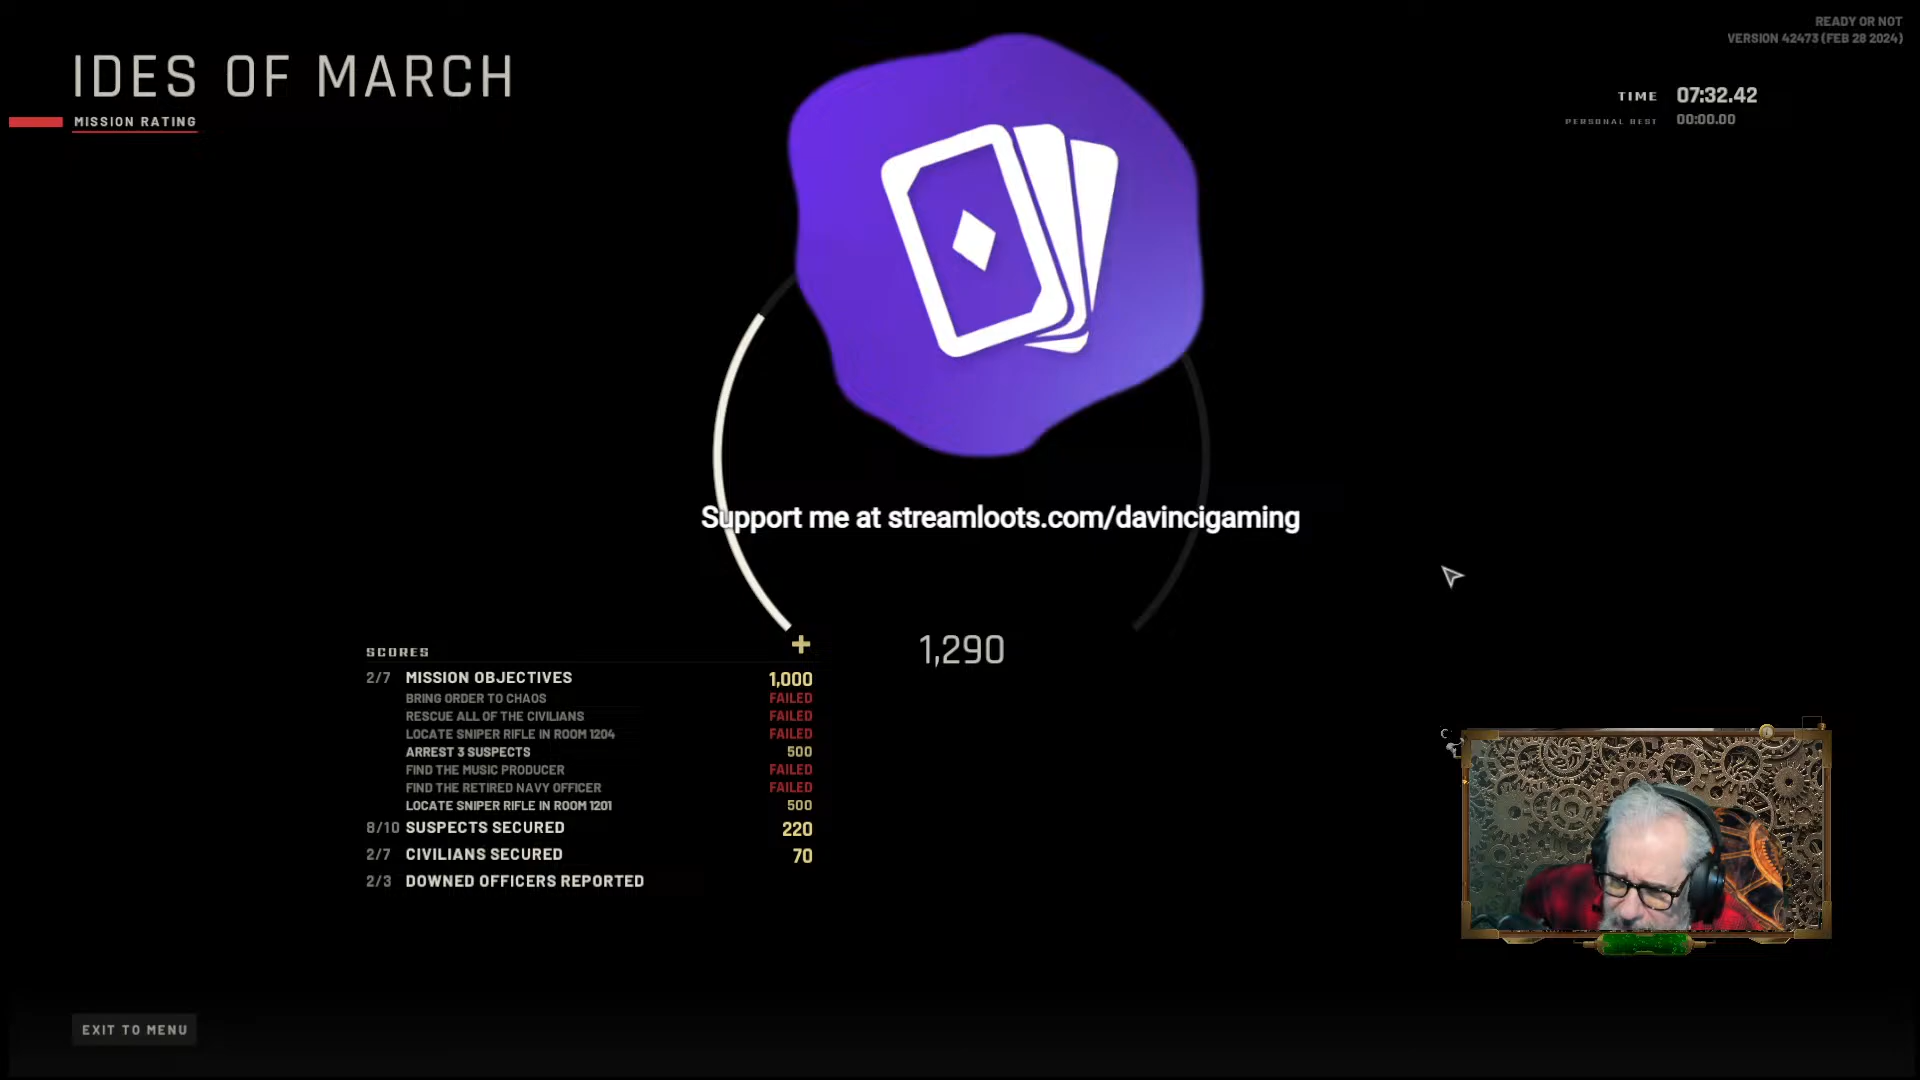 READY OR NOT
VERSION 42473 (FEB 28 2024)
IDES OF MARCH
MISSION RATING
TIME 07:32.42
PERSONAL BEST 00:00.00
Support me at streamloots.com/davincigaming
1,290
SCORES +
2/7 MISSION OBJECTIVES 1,000
BRING ORDER TO CHAOS FAILED
RESCUE ALL OF THE CIVILIANS FAILED
LOCATE SNIPER RIFLE IN ROOM 1204 FAILED
ARREST 3 SUSPECTS 500
FIND THE MUSIC PRODUCER FAILED
FIND THE RETIRED NAVY OFFICER FAILED
LOCATE SNIPER RIFLE IN ROOM 1201 500
8/10 SUSPECTS SECURED 220
2/7 CIVILIANS SECURED 70
2/3 DOWNED OFFICERS REPORTED
EXIT TO MENU